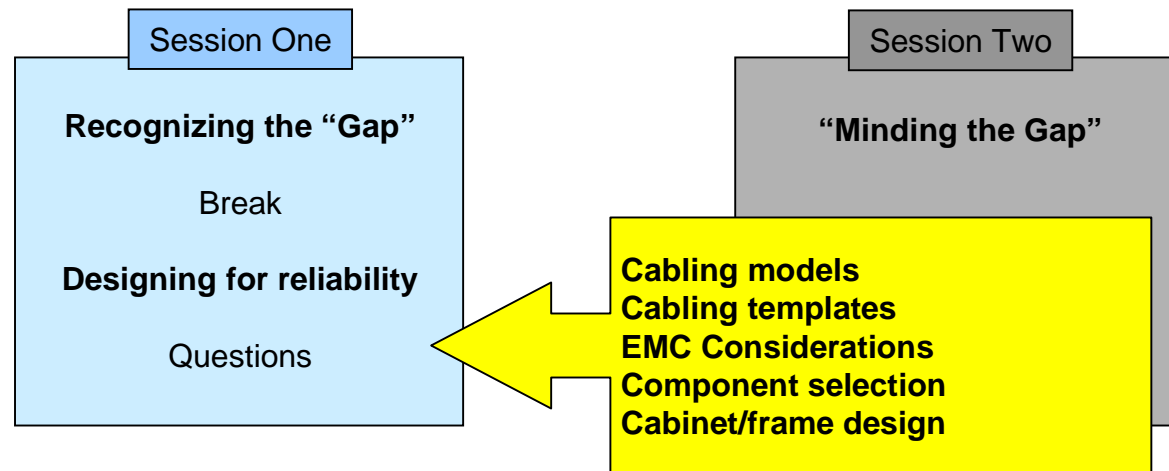 Session One
Recognizing the “Gap”
Break
Designing for reliability
Questions
Session Two
“Minding the Gap”
Cabling models
Cabling templates
EMC Considerations
Component selection
Cabinet/frame design